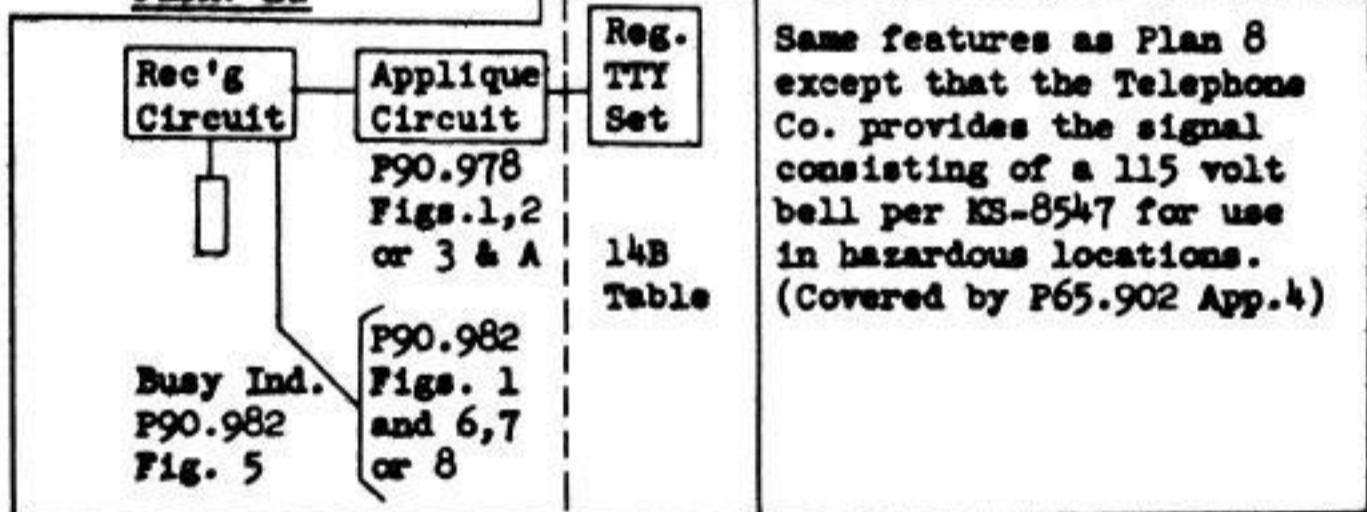 Rec'g
Circuit
Applique
Circuit
P90.978
Figs.1,2
or 3 & A
P90.982
Figs. 1
and 6,7
or 8
Busy Ind.
P90.982
Fig. 5
Reg.
TTY
Set
14B
Table
Same features as Plan 8
except that the Telephone
Co. provides the signal
consisting of a 115 volt
bell per KS-8547 for use
in hazardous locations.
(Covered by P65.902 App.4)